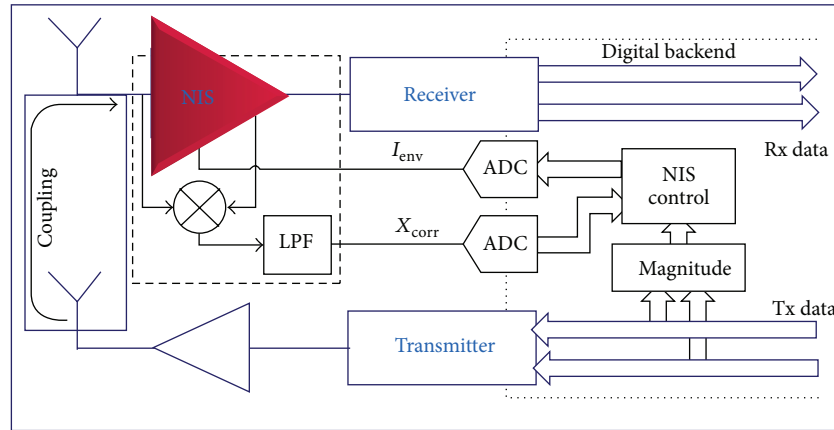 Digital backend
NIS
Receiver
Rx data
I_env
ADC
NIS
control
Coupling
LPF
X_corr
ADC
Magnitude
Tx data
Transmitter